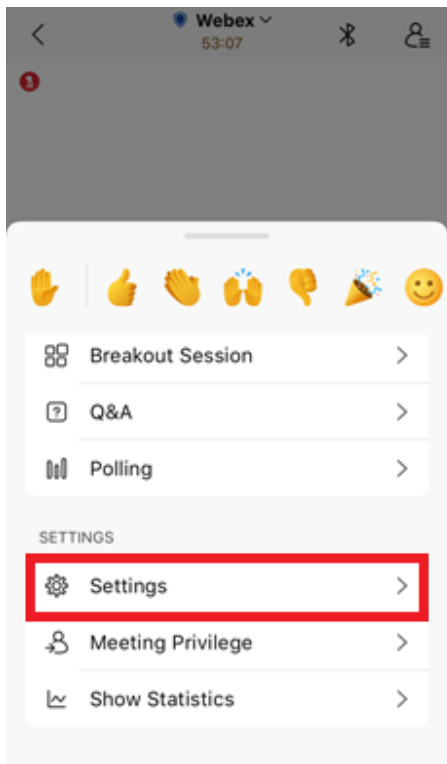 Webex
53:07
Breakout Session
Q&A
Polling
SETTINGS
Settings
Meeting Privilege
Show Statistics